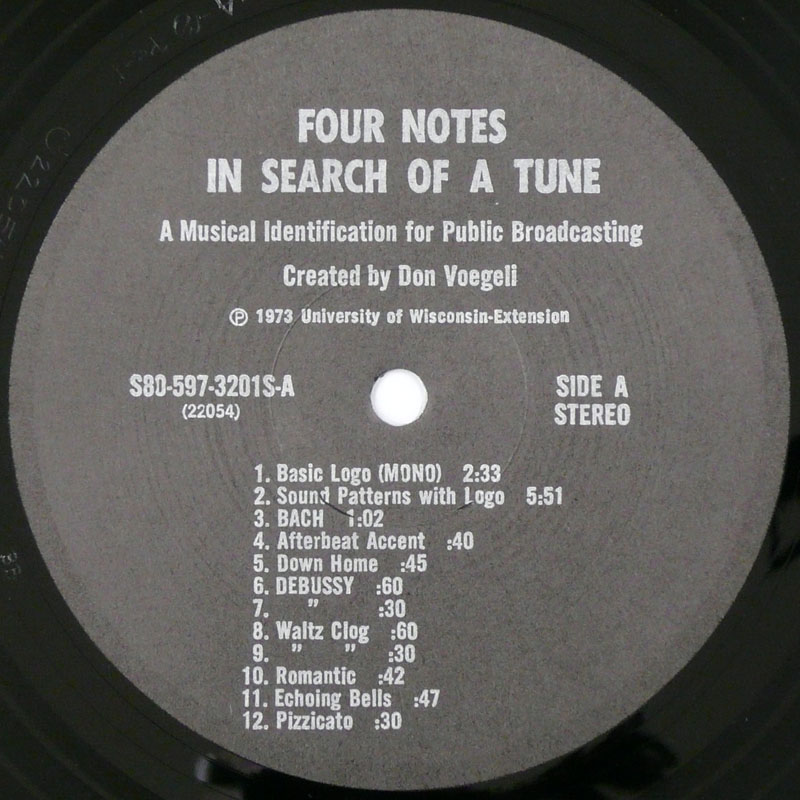 FOUR NOTES
IN SEARCH OF A TUNE
A Musical Identification for Public Broadcasting
Created by Don Voegeli
℗ 1973 University of Wisconsin-Extension
S80-597-3201S-A
(22054)
SIDE A
STEREO
1. Basic Logo (MONO) 2:33
2. Sound Patterns with Logo 5:51
3. BACH 1:02
4. Afterbeat Accent :40
5. Down Home :45
6. DEBUSSY :60
7. " :30
8. Waltz Clog :60
9. " " :30
10. Romantic :42
11. Echoing Bells :47
12. Pizzicato :30